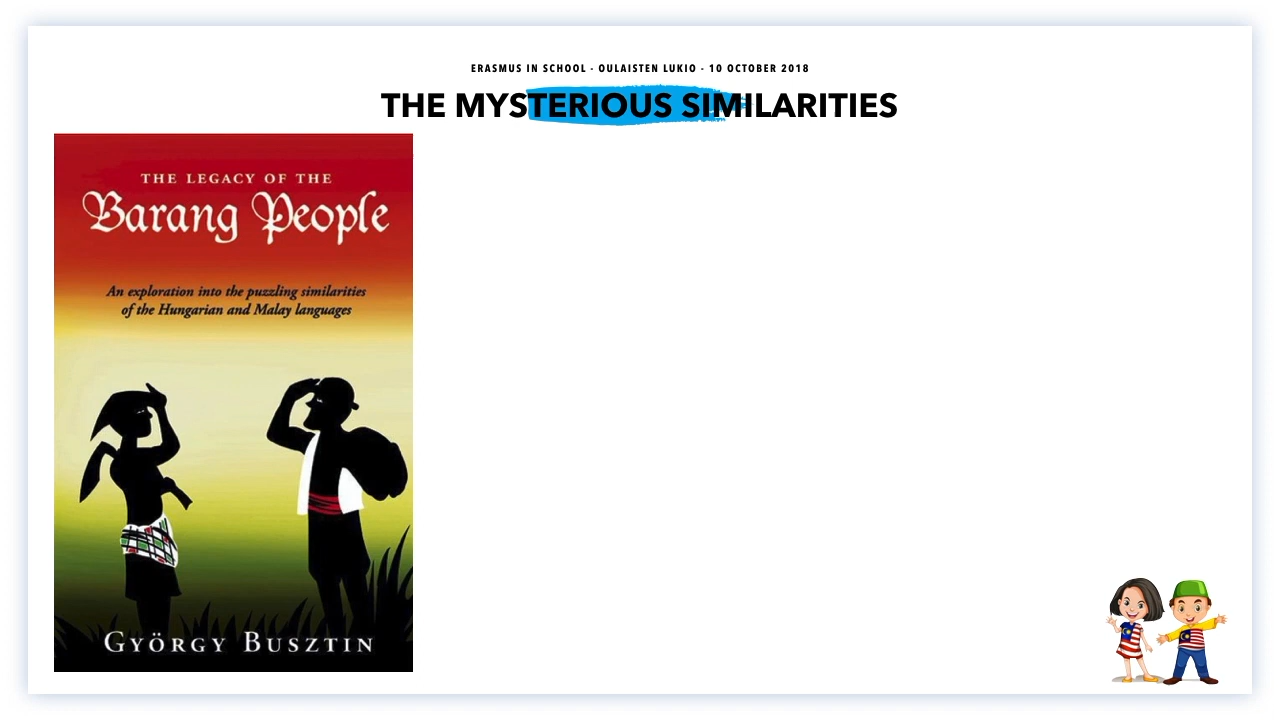 ERASMUS IN SCHOOL - OULAISTEN LUKIO - 10 OCTOBER 2018
THE MYSTERIOUS SIMILARITIES
THE LEGACY OF THE
Barang People
An exploration into the puzzling similarities
of the Hungarian and Malay languages
GYÖRGY BUSZTIN